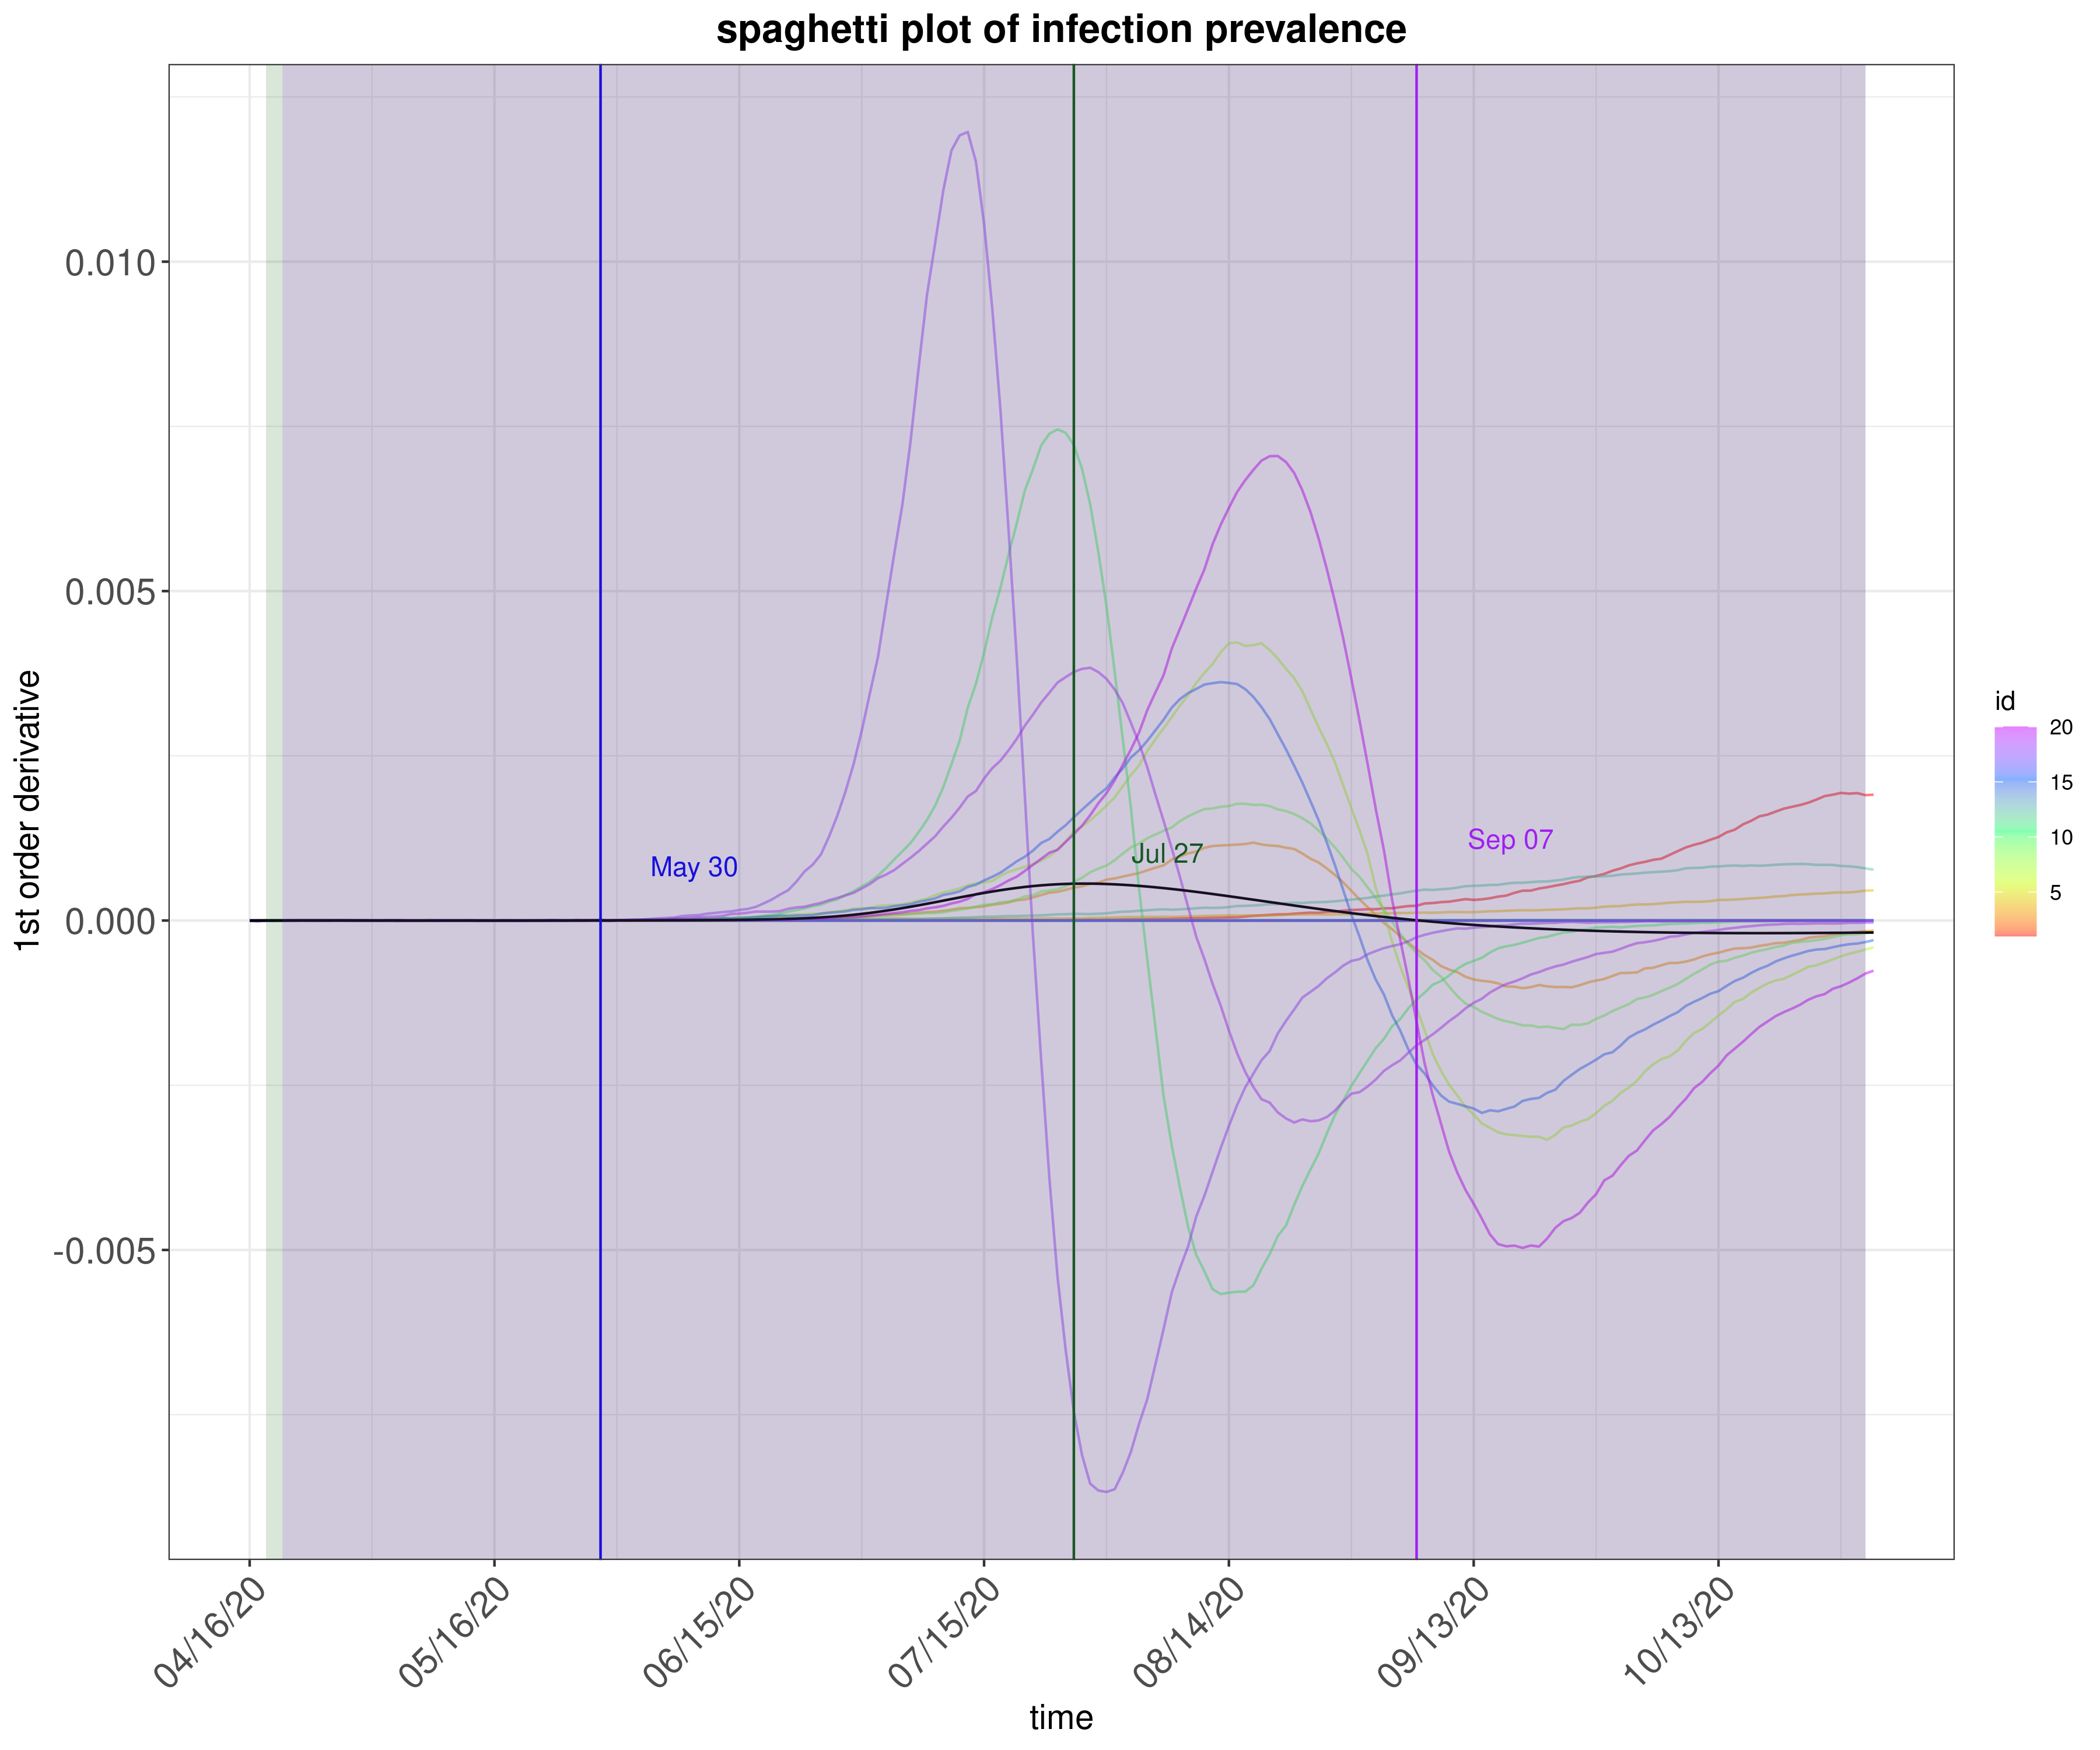 spaghetti plot of infection prevalence
1st order derivative
0.010
0.005
0.000
-0.005
May 30
Jul 27
Sep 07
id
20
15
10
5
04/16/20
05/16/20
06/15/20
07/15/20
08/14/20
09/13/20
10/13/20
time